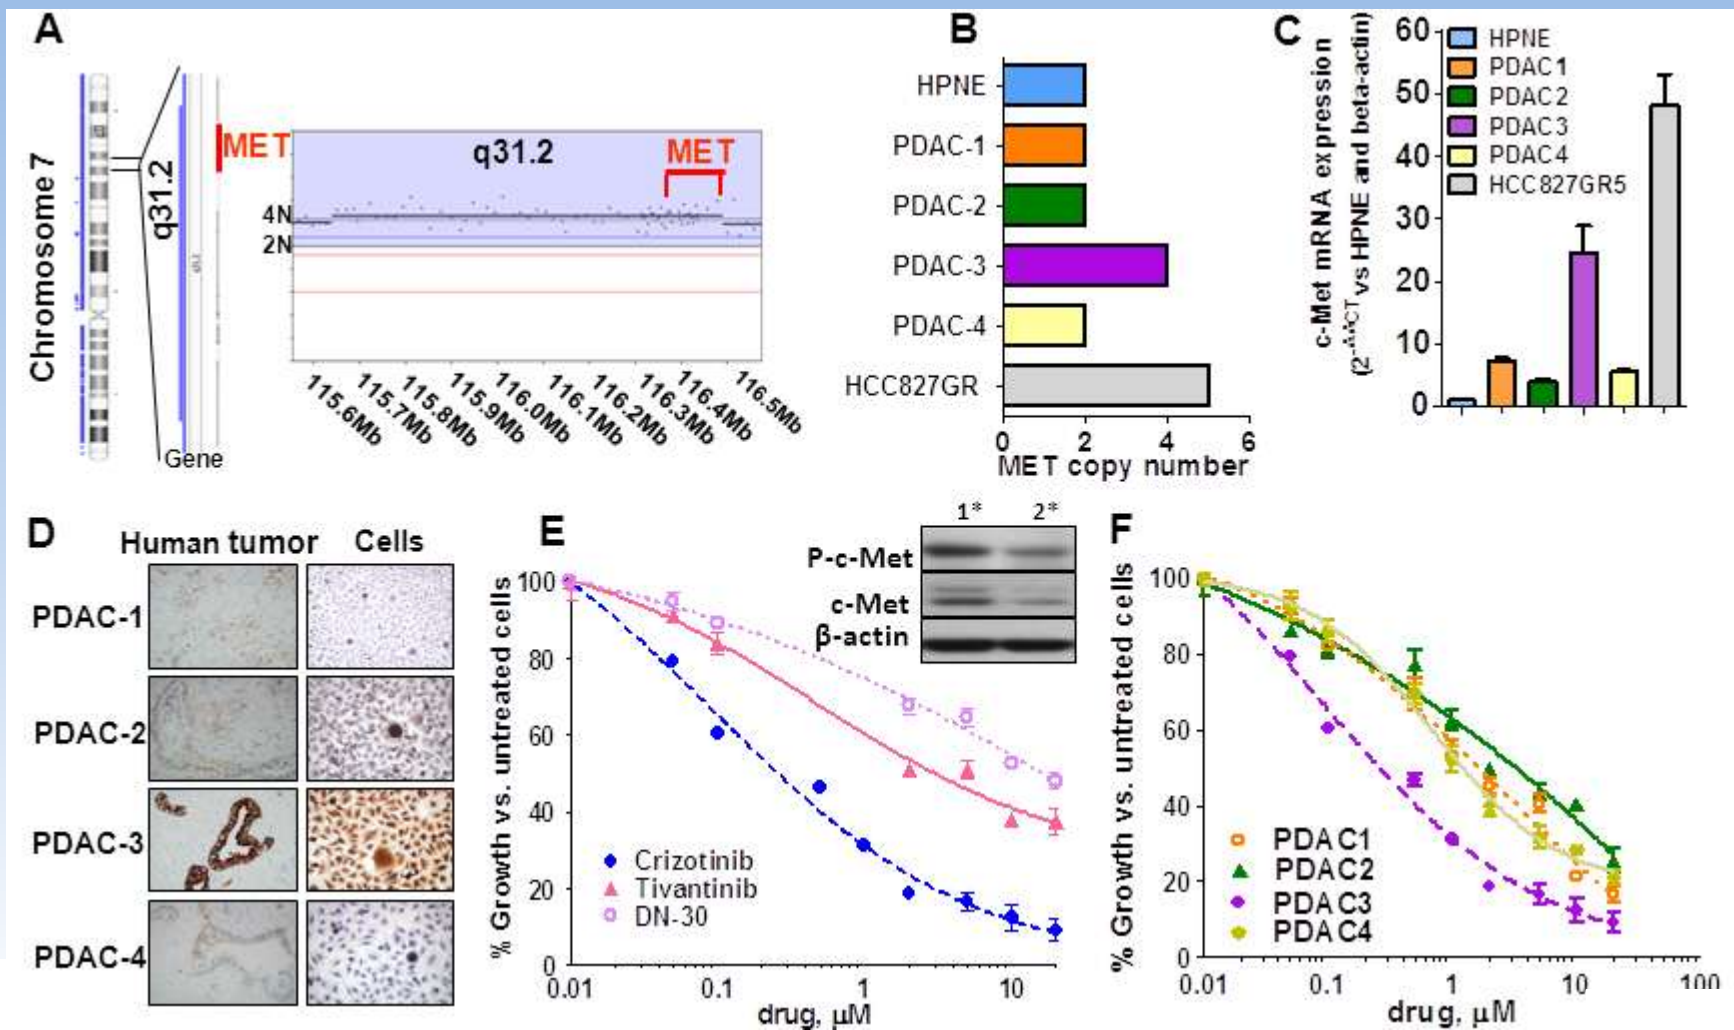 A
Chromosome 7
q31.2
MET
Gene
q31.2
MET
4N
2N
115.6Mb
115.7Mb
115.8Mb
115.9Mb
116.0Mb
116.1Mb
116.2Mb
116.3Mb
116.4Mb
116.5Mb
B
HPNE
PDAC-1
PDAC-2
PDAC-3
PDAC-4
HCC827GR
0 2 4 6
MET copy number
C
c-Met mRNA expression
(2-ΔΔCT vs HPNE and beta-actin)
60
50
40
30
20
10
0
HPNE
PDAC1
PDAC2
PDAC3
PDAC4
HCC827GR5
D
Human tumor Cells
PDAC-1
PDAC-2
PDAC-3
PDAC-4
E
1* 2*
P-c-Met
c-Met
β-actin
% Growth vs. untreated cells
100
80
60
40
20
0
Crizotinib
Tivantinib
DN-30
0.01 0.1 1 10
drug, μM
F
% Growth vs. untreated cells
100
80
60
40
20
0
PDAC1
PDAC2
PDAC3
PDAC4
0.01 0.1 1 10 100
drug, μM